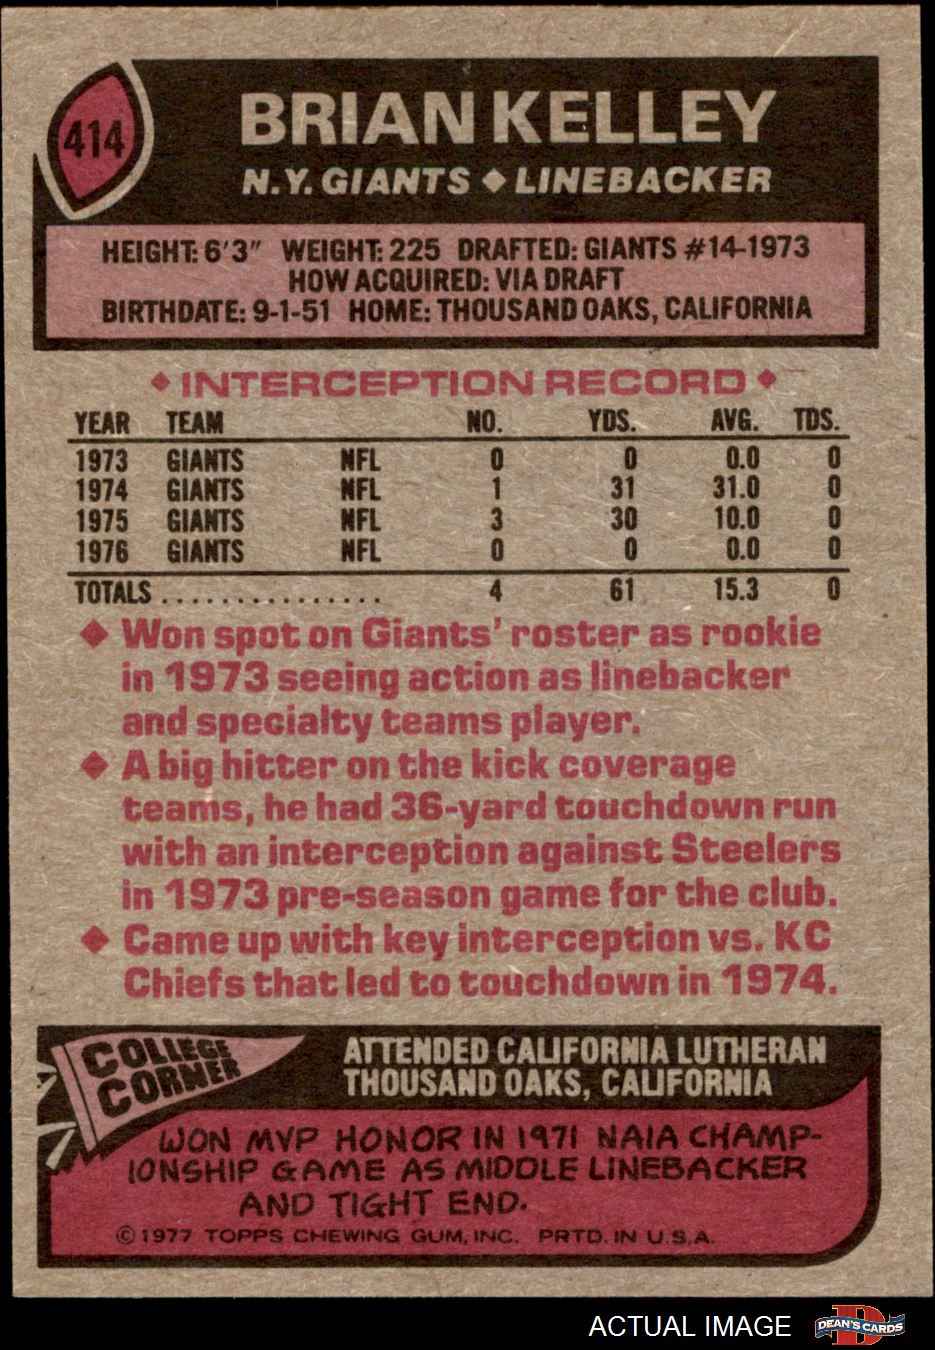 414
BRIAN KELLEY
N.Y. GIANTS ◆ LINEBACKER
HEIGHT: 6'3" WEIGHT: 225 DRAFTED: GIANTS #14-1973
HOW ACQUIRED: VIA DRAFT
BIRTHDATE: 9-1-51 HOME: THOUSAND OAKS, CALIFORNIA
◆ INTERCEPTION RECORD ◆
YEAR TEAM NO. YDS. AVG. TDS.
1973 GIANTS NFL 0 0 0.0 0
1974 GIANTS NFL 1 31 31.0 0
1975 GIANTS NFL 3 30 10.0 0
1976 GIANTS NFL 0 0 0.0 0
TOTALS................ 4 61 15.3 0
◆ Won spot on Giants' roster as rookie
in 1973 seeing action as linebacker
and specialty teams player.
◆ A big hitter on the kick coverage
teams, he had 36-yard touchdown run
with an interception against Steelers
in 1973 pre-season game for the club.
◆ Came up with key interception vs. KC
Chiefs that led to touchdown in 1974.
COLLEGE
CORNER
ATTENDED CALIFORNIA LUTHERAN
THOUSAND OAKS, CALIFORNIA
WON MVP HONOR IN 1971 NAIA CHAMP-
IONSHIP GAME AS MIDDLE LINEBACKER
AND TIGHT END.
© 1977 TOPPS CHEWING GUM, INC. PRTD. IN U.S.A.
ACTUAL IMAGE
DEAN'S CARDS